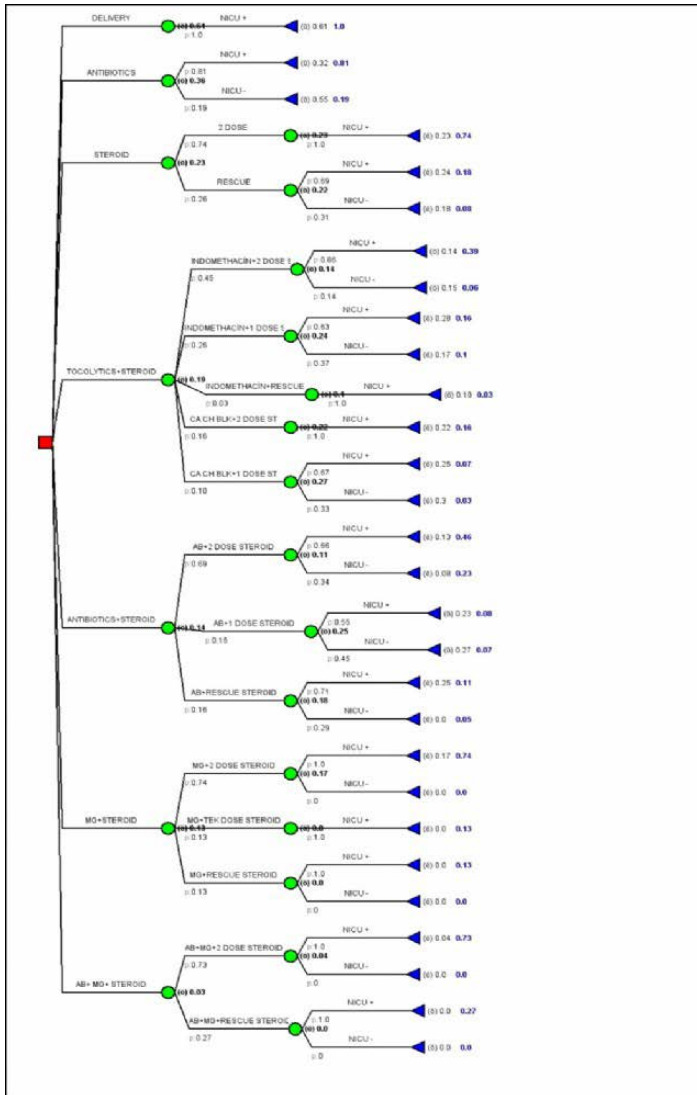 DELIVERY
NICU +
(o) 0.61
p:1.0
(ö) 0.61 1.0
ANTIBIOTICS
(o) 0.36
NICU +
p:0.81
(ö) 0.32 0.81
NICU -
p:0.19
(ö) 0.55 0.19
STEROID
(o) 0.23
2 DOSE
p:0.74
(o) 0.23
NICU +
p:1.0
(ö) 0.23 0.74
RESCUE
p:0.26
(o) 0.22
NICU +
p:0.69
(ö) 0.24 0.18
NICU -
p:0.31
(ö) 0.18 0.08
TOCOLYTICS+STEROID
(o) 0.19
INDOMETHACİN+2 DOSE S
p:0.45
(o) 0.14
NICU +
(ö) 0.14 0.39
NICU -
p:0.14
(ö) 0.15 0.06
INDOMETHACİN+1 DOSE S
p:0.26
(o) 0.24
NICU +
p:0.63
(ö) 0.28 0.16
NICU -
p:0.37
(ö) 0.17 0.1
INDOMETHACİN+RESCUE
p:0.03
(o) 0.1
NICU +
p:1.0
(ö) 0.10 0.03
CA CH BLK+2 DOSE ST
p:0.16
(o) 0.22
NICU +
p:1.0
(ö) 0.22 0.16
CA CH BLK+1 DOSE ST
p:0.10
(o) 0.27
NICU +
p:0.67
(ö) 0.25 0.07
NICU -
p:0.33
(ö) 0.3 0.03
ANTIBIOTICS+STEROID
(o) 0.14
AB+2 DOSE STEROID
p:0.69
(o) 0.11
NICU +
p:0.66
(ö) 0.13 0.46
NICU -
p:0.34
(ö) 0.08 0.23
AB+1 DOSE STEROID
p:0.15
(o) 0.25
NICU +
p:0.55
(ö) 0.23 0.08
NICU -
p:0.45
(ö) 0.27 0.07
AB+RESCUE STEROID
p:0.16
(o) 0.18
NICU +
p:0.71
(ö) 0.25 0.11
NICU -
p:0.29
(ö) 0.0 0.05
MG+STEROID
(o) 0.13
MG+2 DOSE STEROID
p:0.74
(o) 0.17
NICU +
p:1.0
(ö) 0.17 0.74
NICU -
p:0
(ö) 0.0 0.0
MG+TEK DOSE STEROID
p:0.13
(o) 0.0
NICU +
p:1.0
(ö) 0.0 0.13
MG+RESCUE STEROID
p:0.13
(o) 0.0
NICU +
p:1.0
(ö) 0.0 0.13
NICU -
p:0
(ö) 0.0 0.0
AB+ MG+ STEROID
(o) 0.03
AB+MG+2 DOSE STEROID
p:0.73
(o) 0.04
NICU +
p:1.0
(ö) 0.04 0.73
NICU -
p:0
(ö) 0.0 0.0
AB+MG+RESCUE STEROID
p:0.27
(o) 0.0
NICU +
p:1.0
(ö) 0.0 0.27
NICU -
p:0
(ö) 0.0 0.0